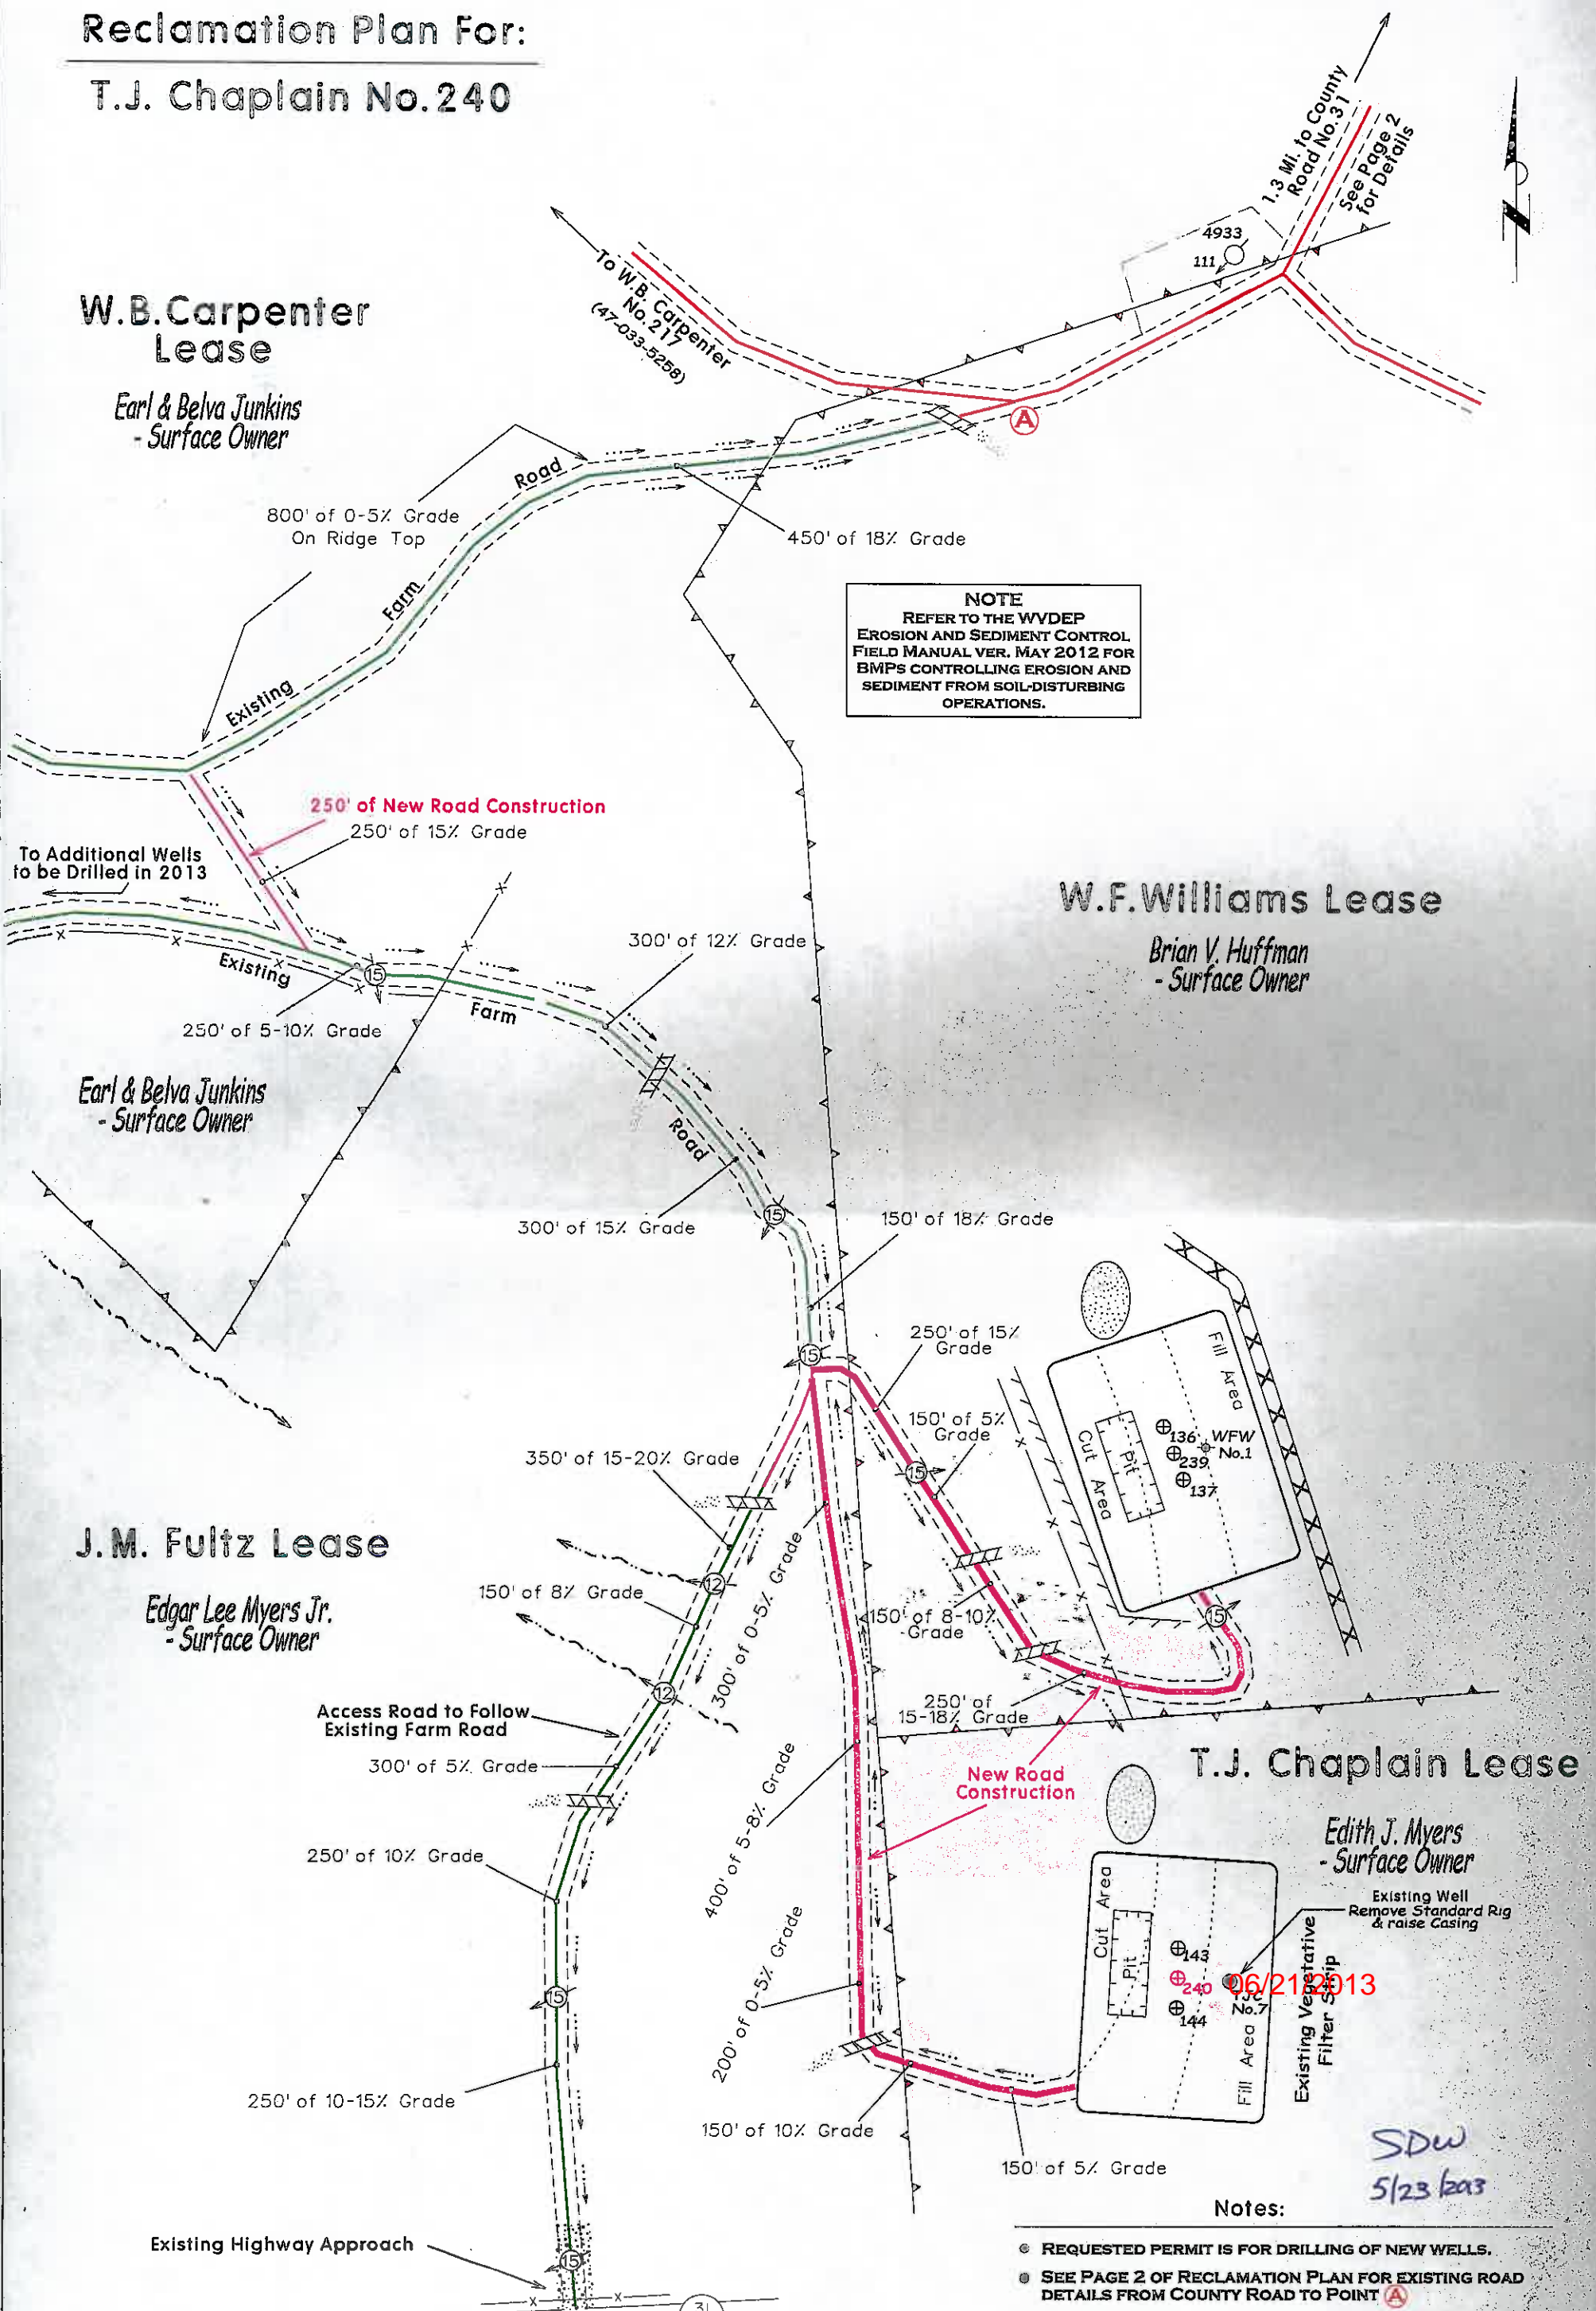 Reclamation Plan For:
T.J. Chaplain No.240
1.3 Mi. to County
Road No.31
See Page 2
for Details
4933
111
N
To W.B. Carpenter
No.217
(47-033-5258)
A
W.B.Carpenter
Lease
Earl & Belva Junkins
- Surface Owner
800' of 0-5% Grade
On Ridge Top
450' of 18% Grade
Existing
Farm
Road
NOTE
REFER TO THE WVDEP
EROSION AND SEDIMENT CONTROL
FIELD MANUAL VER. MAY 2012 FOR
BMPS CONTROLLING EROSION AND
SEDIMENT FROM SOIL-DISTURBING
OPERATIONS.
250' of New Road Construction
250' of 15% Grade
To Additional Wells
to be Drilled in 2013
W.F.Williams Lease
Brian V. Huffman
- Surface Owner
300' of 12% Grade
Existing
15
Farm
Road
250' of 5-10% Grade
Earl & Belva Junkins
- Surface Owner
300' of 15% Grade
15
150' of 18% Grade
15
250' of 15%
Grade
150' of 5%
Grade
15
Fill Area
Cut Area
Pit
136
WFW
No.1
239
137
350' of 15-20% Grade
J.M. Fultz Lease
Edgar Lee Myers Jr.
- Surface Owner
150' of 8% Grade
12
12
300' of 0-5% Grade
150' of 8-10%
Grade
15
250' of
15-18% Grade
Access Road to Follow
Existing Farm Road
300' of 5% Grade
400' of 5-8% Grade
New Road
Construction
T.J. Chaplain Lease
Edith J. Myers
- Surface Owner
250' of 10% Grade
Existing Well
Remove Standard Rig
& raise Casing
Cut Area
Pit
143
240
144
TJC
No.7
Fill Area
Existing Vegetative
Filter Strip
06/21/2013
15
200' of 0-5% Grade
250' of 10-15% Grade
150' of 10% Grade
150' of 5% Grade
SDW
5/23/2013
Existing Highway Approach
15
31
Notes:
REQUESTED PERMIT IS FOR DRILLING OF NEW WELLS.
SEE PAGE 2 OF RECLAMATION PLAN FOR EXISTING ROAD
DETAILS FROM COUNTY ROAD TO POINT A